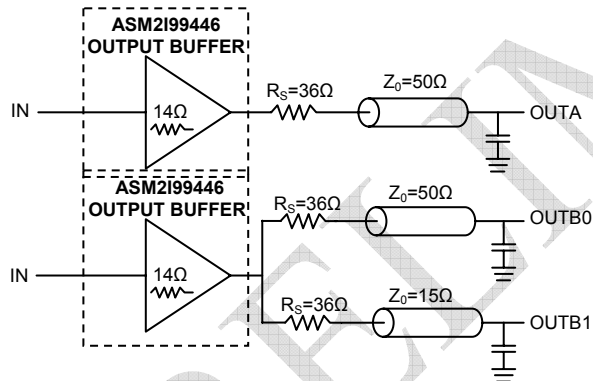 ASM2I99446
OUTPUT BUFFER
IN
14Ω
RS=36Ω
Z0=50Ω
OUTA
ASM2I99446
OUTPUT BUFFER
IN
14Ω
RS=36Ω
Z0=50Ω
OUTB0
RS=36Ω
Z0=15Ω
OUTB1